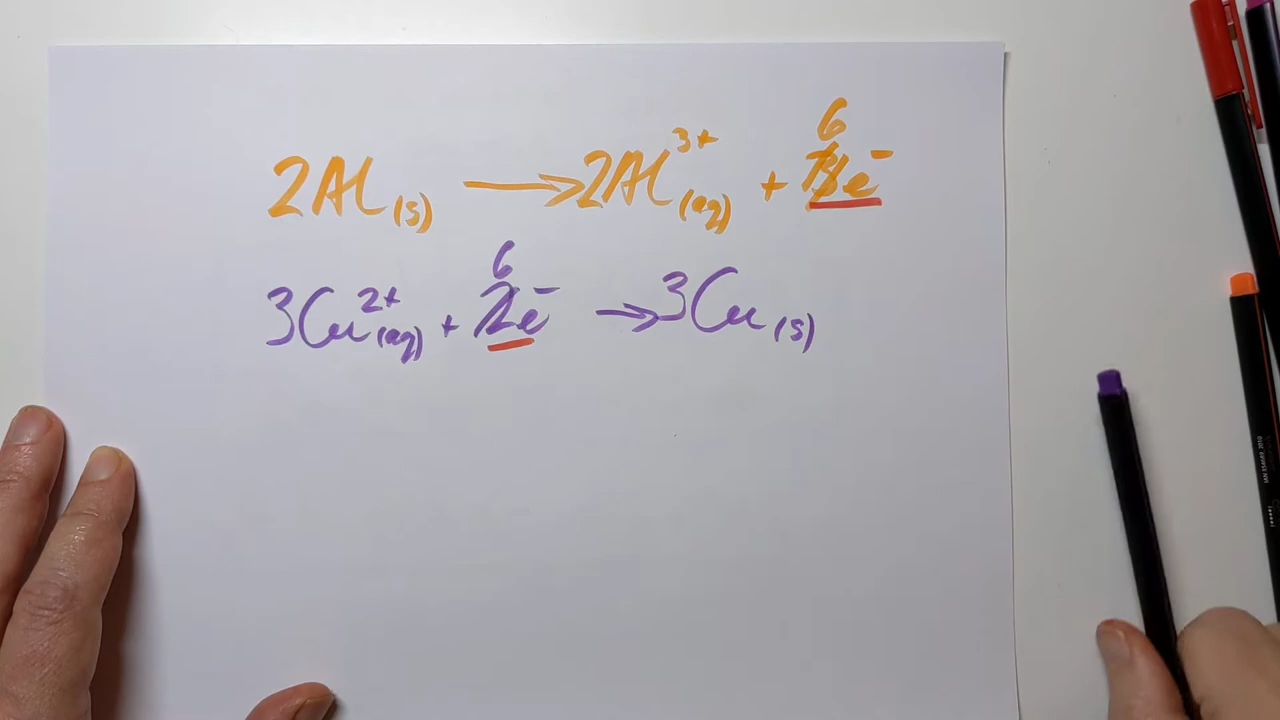 2Al(s) → 2Al³⁺(aq) + 6e⁻
3Cu²⁺(aq) + 6e⁻ → 3Cu(s)